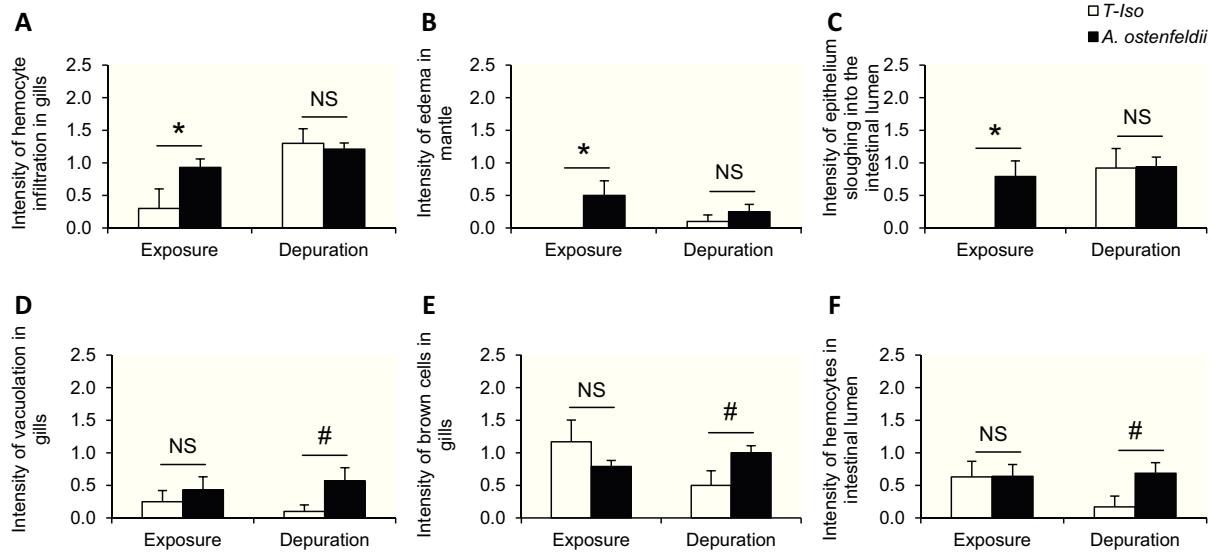 T-Iso
A. ostenfeldii
A
Intensity of hemocyte
infiltration in gills
2.5
2.0
1.5
1.0
0.5
0.0
*
NS
Exposure
Depuration
B
Intensity of edema in
mantle
2.5
2.0
1.5
1.0
0.5
0.0
*
NS
Exposure
Depuration
C
Intensity of epithelium
sloughing into the
intestinal lumen
2.5
2.0
1.5
1.0
0.5
0.0
*
NS
Exposure
Depuration
D
Intensity of vacuolation in
gills
2.5
2.0
1.5
1.0
0.5
0.0
NS
#
Exposure
Depuration
E
Intensity of brown cells in
gills
2.5
2.0
1.5
1.0
0.5
0.0
NS
#
Exposure
Depuration
F
Intensity of hemocytes in
intestinal lumen
2.5
2.0
1.5
1.0
0.5
0.0
NS
#
Exposure
Depuration